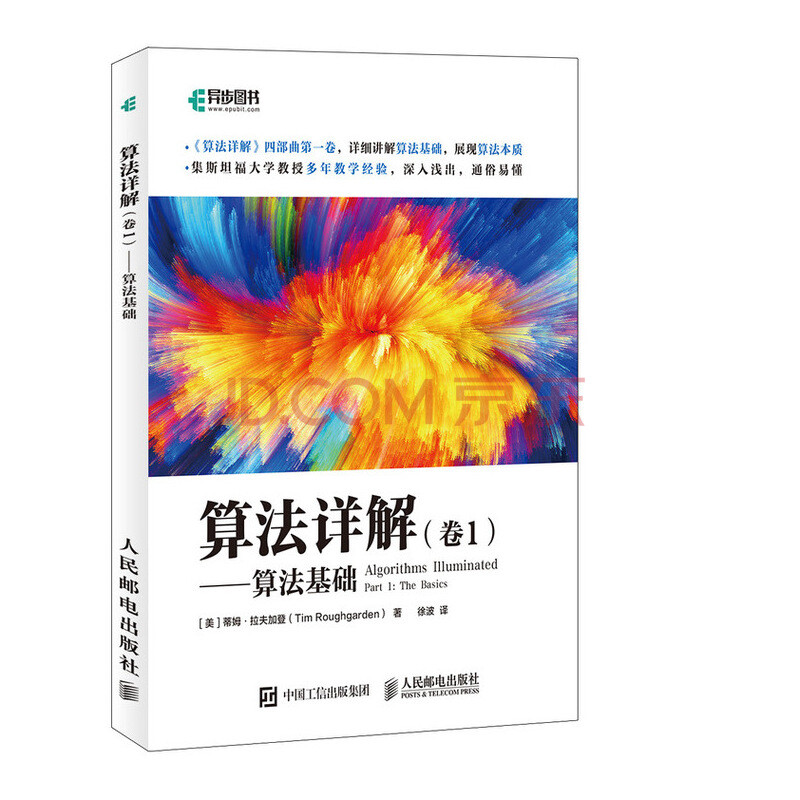 异步图书
www.epubit.com
•《算法详解》四部曲第一卷，详细讲解算法基础，展现算法本质
•集斯坦福大学教授多年教学经验，深入浅出，通俗易懂
JD.COM 京东
算法详解（卷1）
——算法基础
Algorithms Illuminated
Part 1: The Basics
[美]蒂姆·拉夫加登（Tim Roughgarden） 著 徐波 译
中国工信出版集团
人民邮电出版社
POSTS & TELECOM PRESS
算法详解（卷1）——算法基础
人民邮电出版社